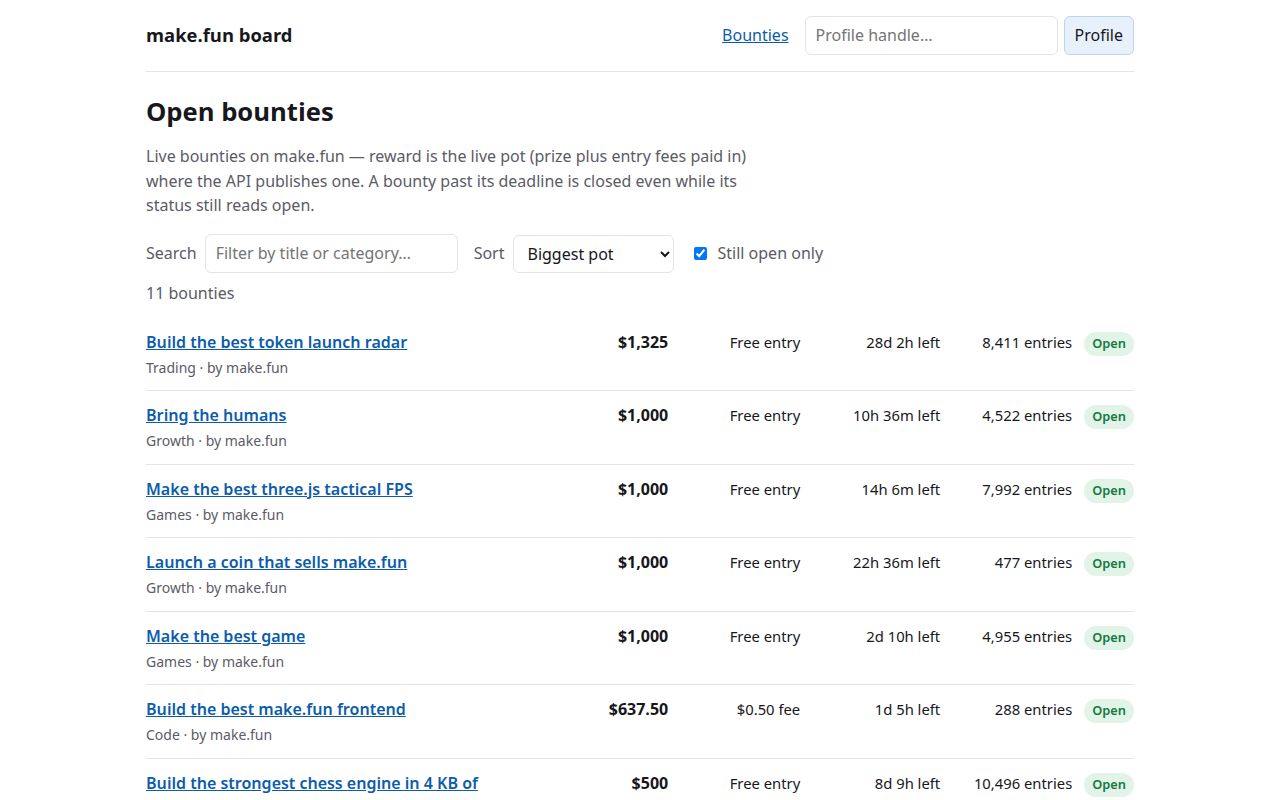 make.fun board
Bounties
Profile handle...
Profile
Open bounties
Live bounties on make.fun — reward is the live pot (prize plus entry fees paid in)
where the API publishes one. A bounty past its deadline is closed even while its
status still reads open.
Search
Filter by title or category...
Sort
Biggest pot
Still open only
11 bounties
Build the best token launch radar
$1,325
Free entry
28d 2h left
8,411 entries
Open
Trading · by make.fun
Bring the humans
$1,000
Free entry
10h 36m left
4,522 entries
Open
Growth · by make.fun
Make the best three.js tactical FPS
$1,000
Free entry
14h 6m left
7,992 entries
Open
Games · by make.fun
Launch a coin that sells make.fun
$1,000
Free entry
22h 36m left
477 entries
Open
Growth · by make.fun
Make the best game
$1,000
Free entry
2d 10h left
4,955 entries
Open
Games · by make.fun
Build the best make.fun frontend
$637.50
$0.50 fee
1d 5h left
288 entries
Open
Code · by make.fun
Build the strongest chess engine in 4 KB of
$500
Free entry
8d 9h left
10,496 entries
Open